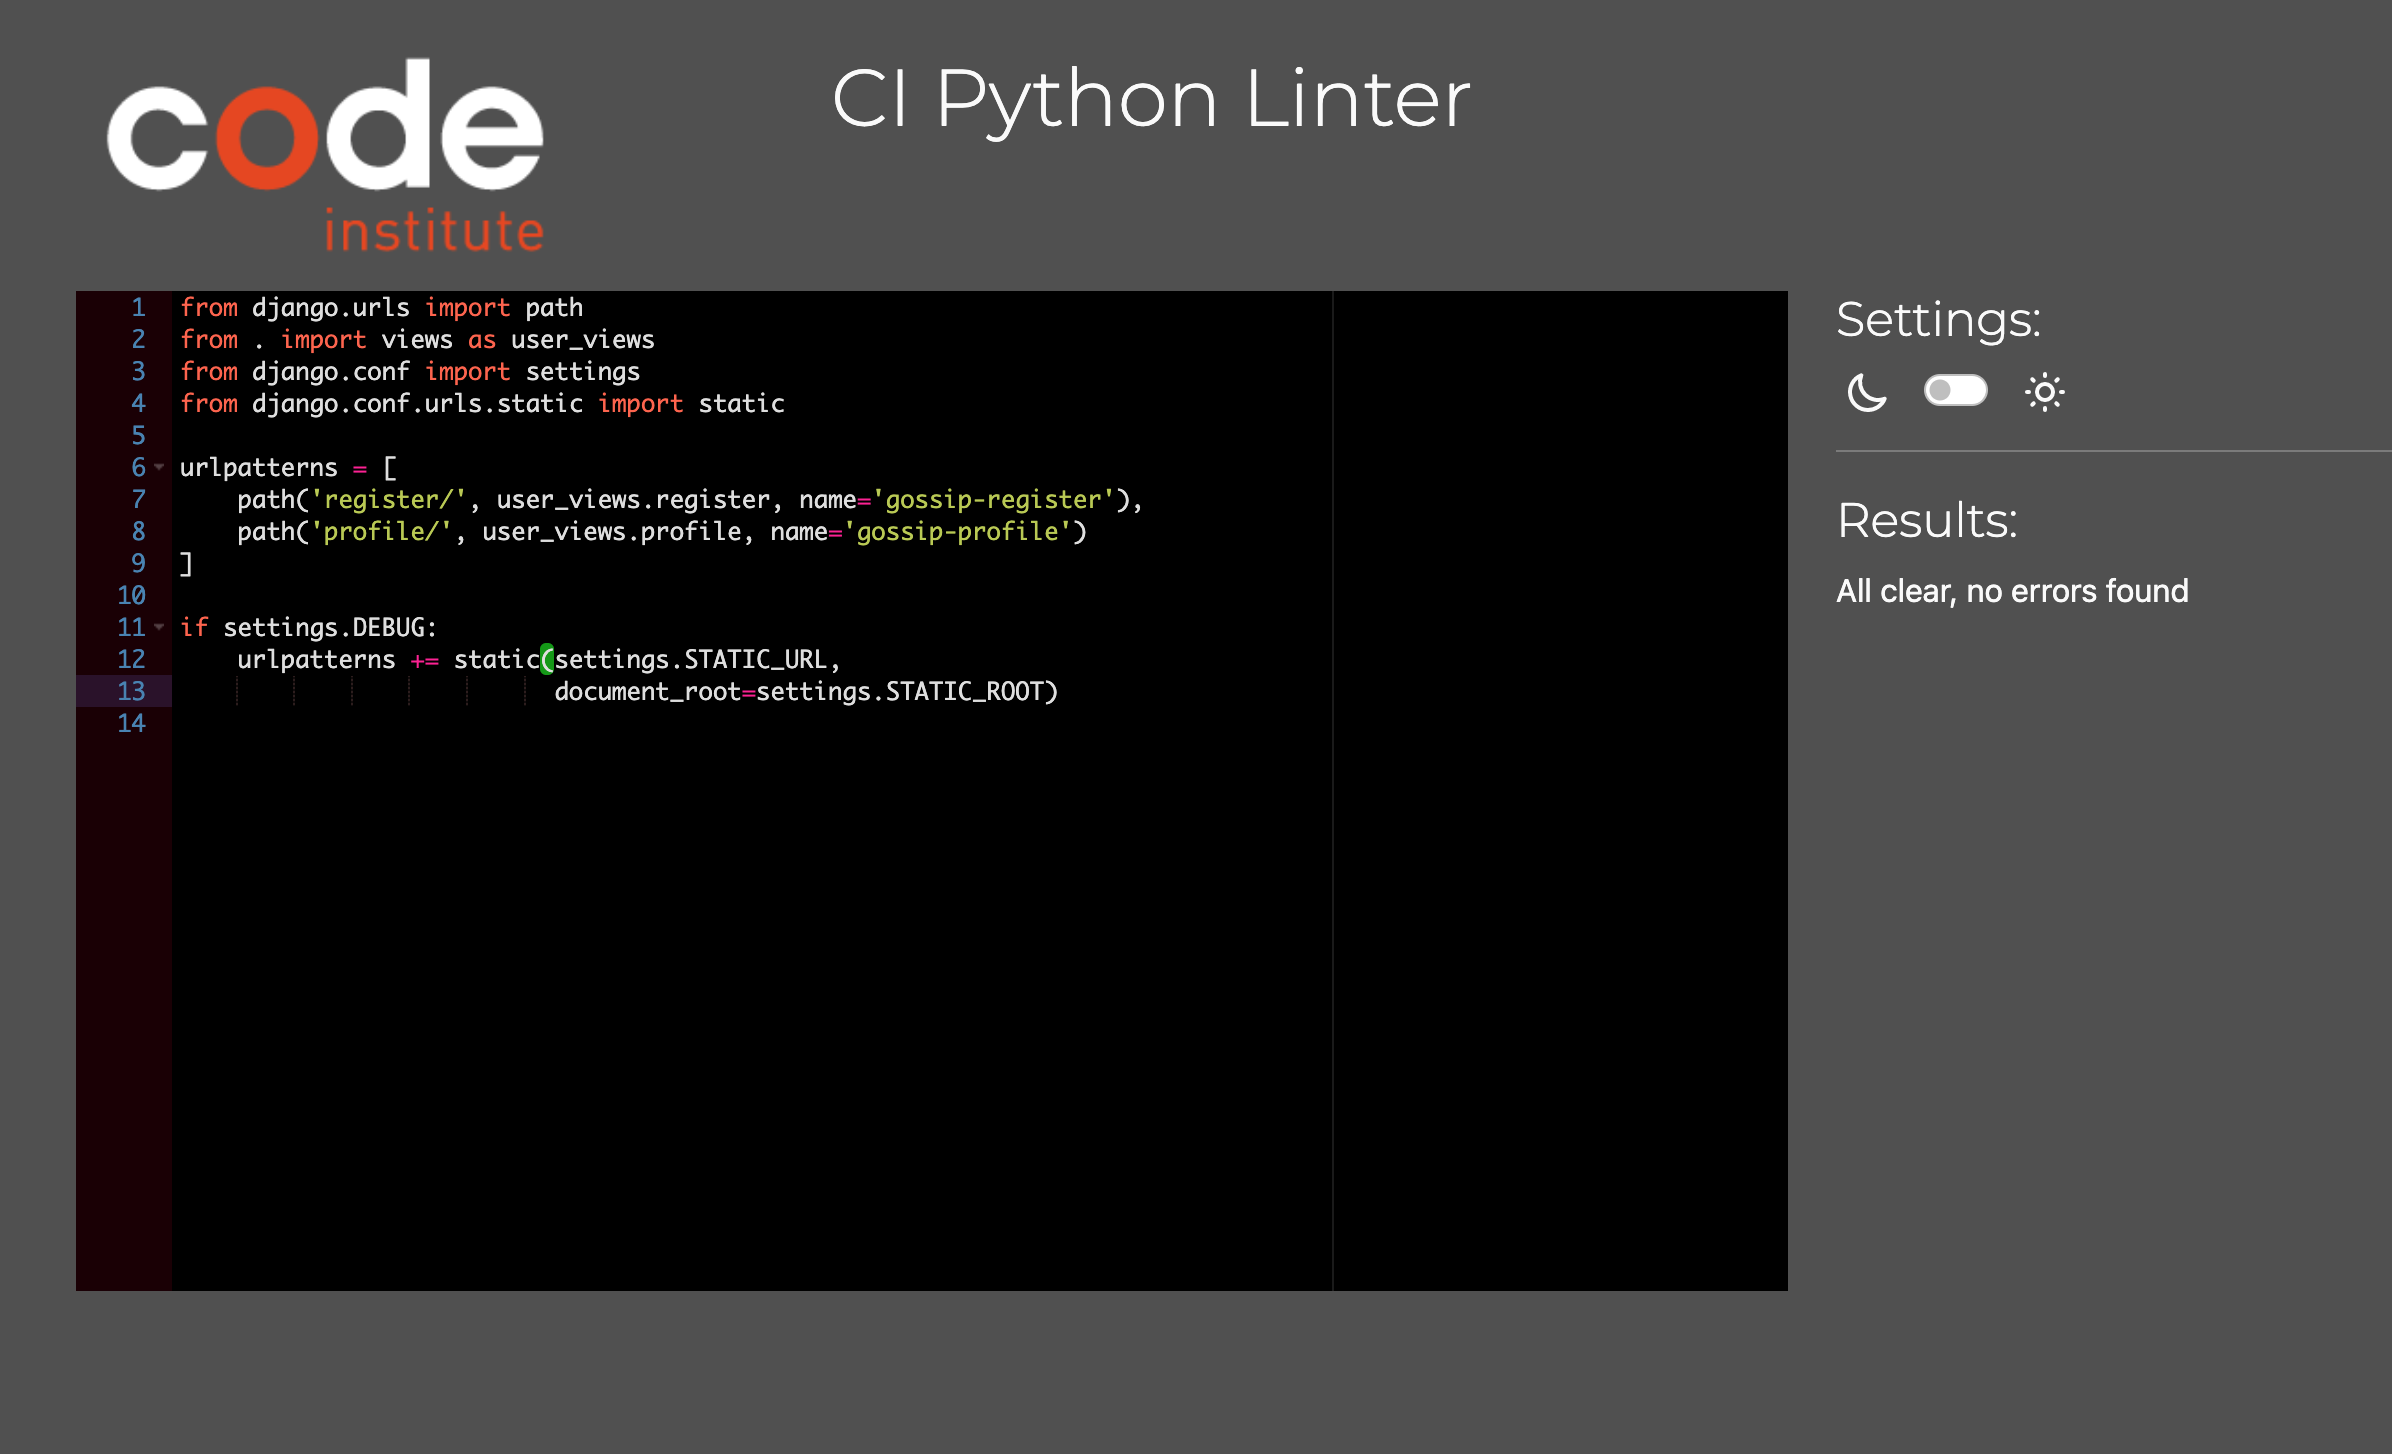 code
institute
CI Python Linter
1 from django.urls import path
2 from . import views as user_views
3 from django.conf import settings
4 from django.conf.urls.static import static
5
6 urlpatterns = [
7     path('register/', user_views.register, name='gossip-register'),
8     path('profile/', user_views.profile, name='gossip-profile')
9 ]
10
11 if settings.DEBUG:
12     urlpatterns += static(settings.STATIC_URL,
13                           document_root=settings.STATIC_ROOT)
14
Settings:
Results:
All clear, no errors found